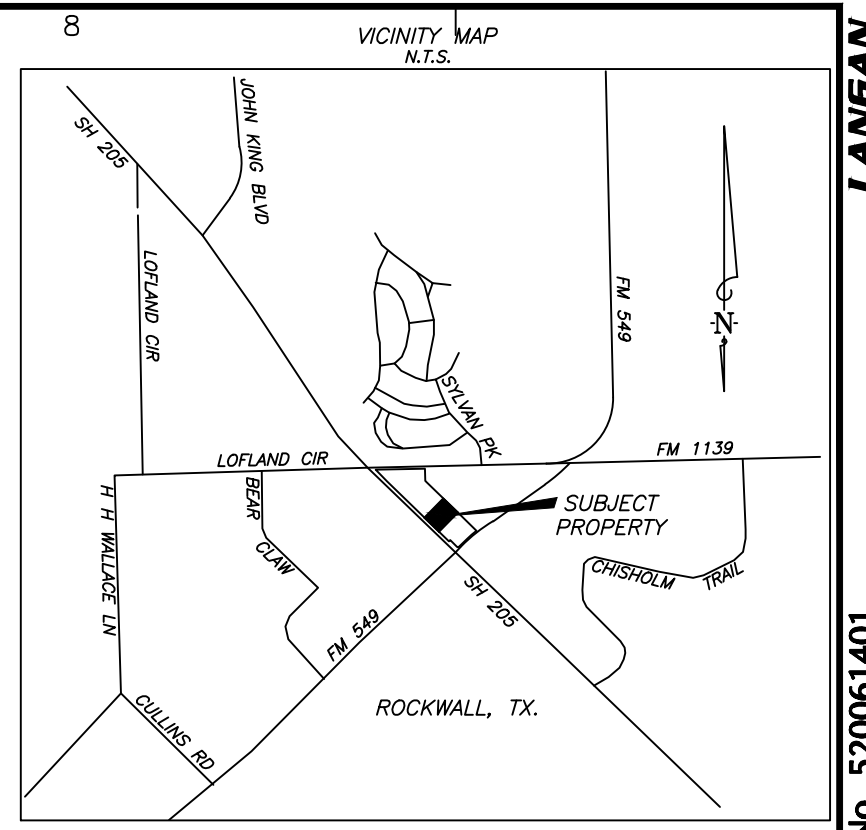 8
VICINITY MAP
N.T.S.
LANGAN
SH 205
JOHN KING BLVD
LOFLAND CIR
FM 549
-N-
SYLVAN PK
LOFLAND CIR
FM 1139
H H WALLACE LN
BEAR
CLAW
SUBJECT
PROPERTY
CHISHOLM
TRAIL
SH 205
FM 549
ROCKWALL, TX.
CULLINS RD
No. 520061401